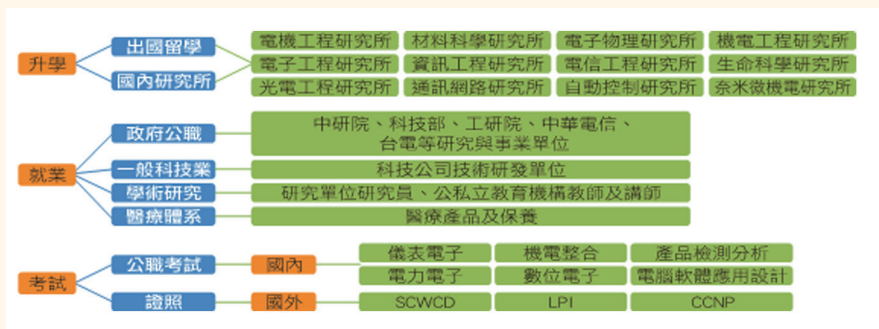 升學
出國留學
國內研究所
電機工程研究所 材料科學研究所 電子物理研究所 機電工程研究所
電子工程研究所 資訊工程研究所 電信工程研究所 生命科學研究所
光電工程研究所 通訊網路研究所 自動控制研究所 奈米微機電研究所
就業
政府公職
中研院、科技部、工研院、中華電信、
台電等研究與事業單位
一般科技業
科技公司技術研發單位
學術研究
研究單位研究員、公私立教育機構教師及講師
醫療體系
醫療產品及保養
考試
公職考試
國內
儀表電子 機電整合 產品檢測分析
電力電子 數位電子 電腦軟體應用設計
證照
國外
SCWCD LPI CCNP